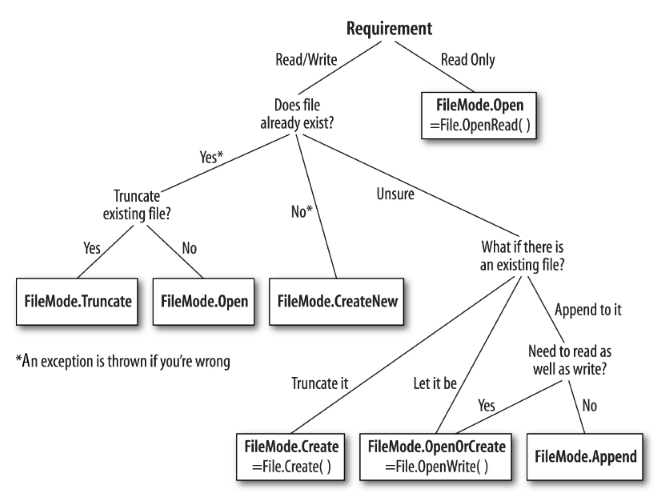 Requirement
Read/Write
Read Only
Does file
already exist?
FileMode.Open
=File.OpenRead( )
Yes*
No*
Unsure
Truncate
existing file?
What if there is
an existing file?
Yes
No
FileMode.Truncate
FileMode.Open
FileMode.CreateNew
Append to it
*An exception is thrown if you're wrong
Need to read as
well as write?
Truncate it
Let it be
Yes
No
FileMode.Create
=File.Create( )
FileMode.OpenOrCreate
=File.OpenWrite( )
FileMode.Append